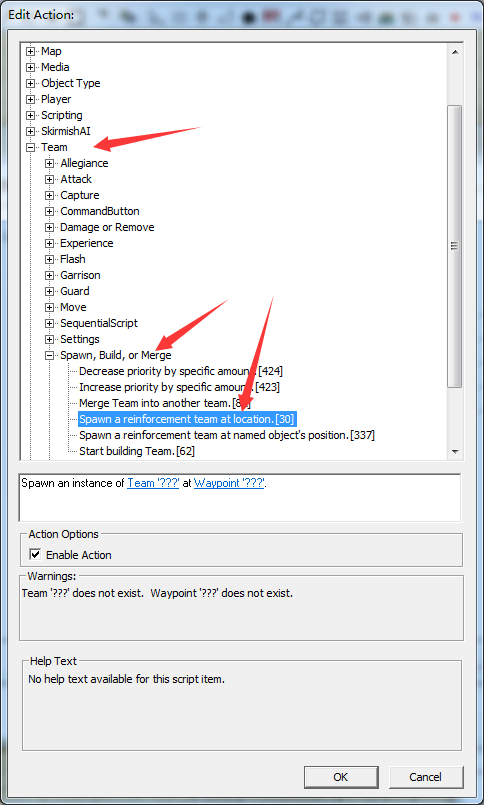 Edit Action:
Map
Media
Object Type
Player
Scripting
SkirmishAI
Team
Allegiance
Attack
Capture
CommandButton
Damage or Remove
Experience
Flash
Garrison
Guard
Move
SequentialScript
Settings
Spawn, Build, or Merge
Decrease priority by specific amount.[424]
Increase priority by specific amount.[423]
Merge Team into another team.
Spawn a reinforcement team at location.[30]
Spawn a reinforcement team at named object's position.[337]
Start building Team.[62]
Spawn an instance of Team '???' at Waypoint '???'.
Action Options
Enable Action
Warnings:
Team '???' does not exist. Waypoint '???' does not exist.
Help Text
No help text available for this script item.
OK
Cancel